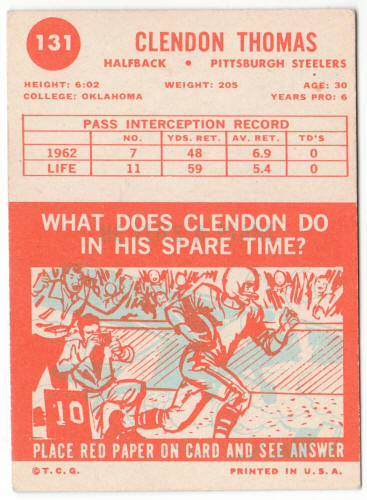 131
CLENDON THOMAS
HALFBACK • PITTSBURGH STEELERS
HEIGHT: 6:02 WEIGHT: 205 AGE: 30
COLLEGE: OKLAHOMA YEARS PRO: 6
PASS INTERCEPTION RECORD
NO. YDS. RET. AV. RET. TD'S
1962 7 48 6.9 0
LIFE 11 59 5.4 0
WHAT DOES CLENDON DO
IN HIS SPARE TIME?
10
PLACE RED PAPER ON CARD AND SEE ANSWER
©T.C.G. PRINTED IN U.S.A.